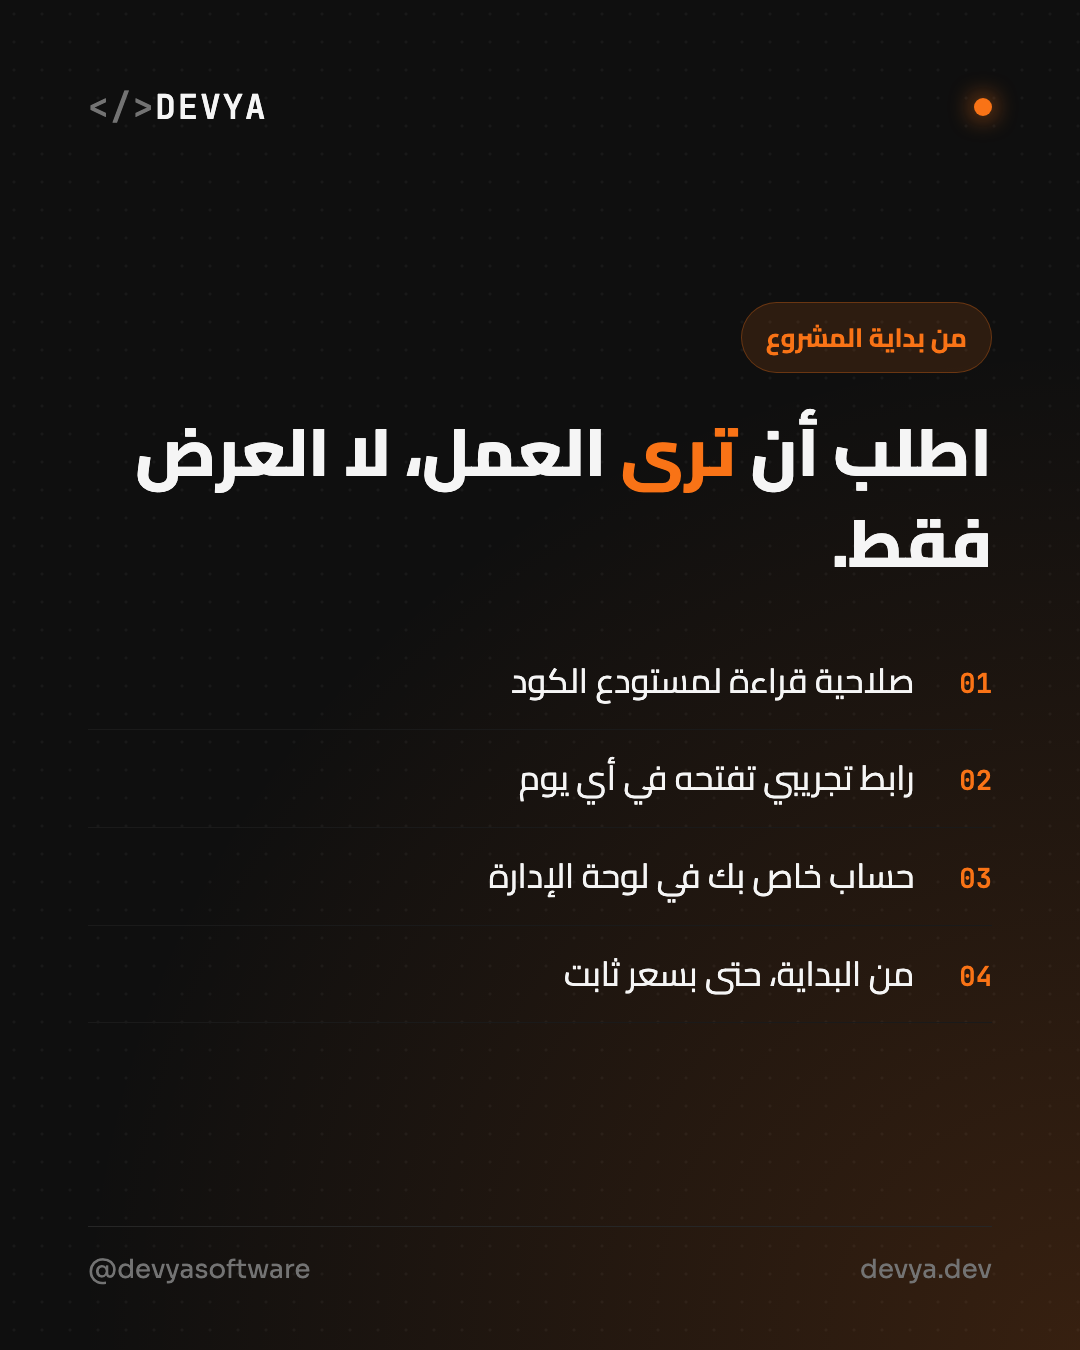 </>DEVYA
من بداية المشروع
اطلب أن ترى العمل، لا العرض
فقط.
01 صلاحية قراءة لمستودع الكود
02 رابط تجريبي تفتحه في أي يوم
03 حساب خاص بك في لوحة الإدارة
04 من البداية، حتى بسعر ثابت
@devyasoftware devya.dev